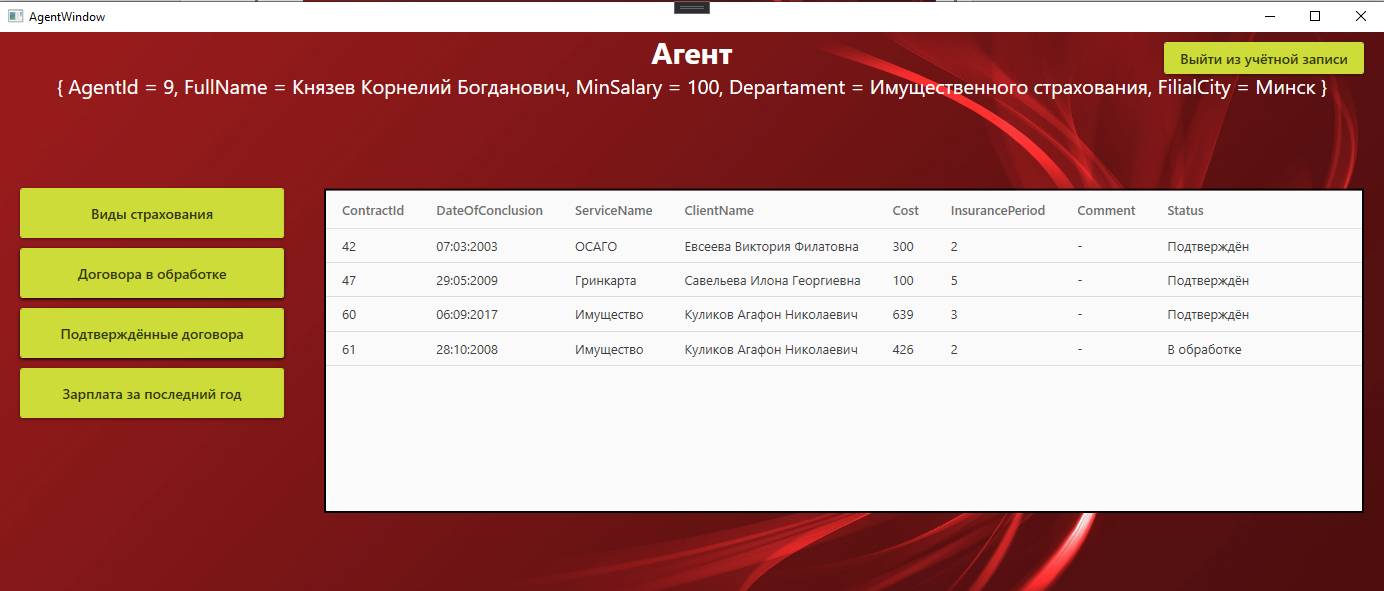 AgentWindow
Агент
Выйти из учётной записи
{ AgentId = 9, FullName = Князев Корнелий Богданович, MinSalary = 100, Departament = Имущественного страхования, FilialCity = Минск }
Виды страхования
Договора в обработке
Подтверждённые договора
Зарплата за последний год
ContractId DateOfConclusion ServiceName ClientName Cost InsurancePeriod Comment Status
42 07:03:2003 ОСАГО Евсеева Виктория Филатовна 300 2 - Подтверждён
47 29:05:2009 Гринкарта Савельева Илона Георгиевна 100 5 - Подтверждён
60 06:09:2017 Имущество Куликов Агафон Николаевич 639 3 - Подтверждён
61 28:10:2008 Имущество Куликов Агафон Николаевич 426 2 - В обработке